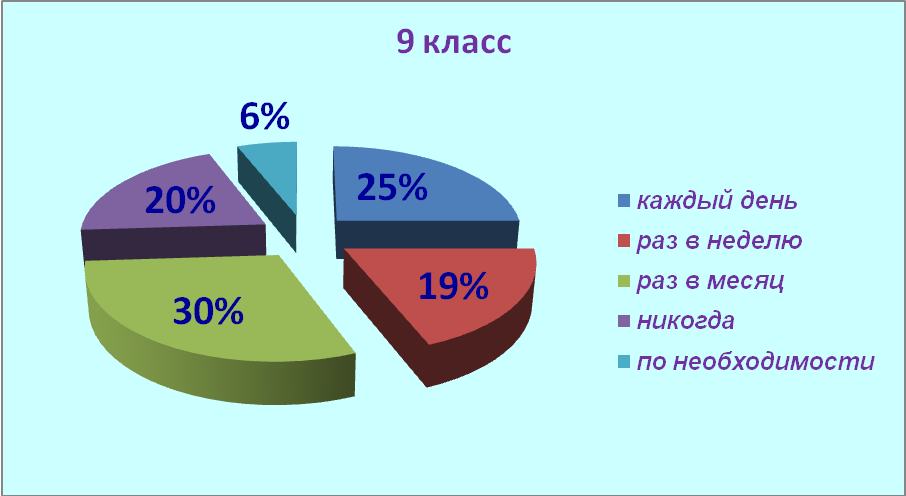 9 класс
6%
25%
20%
19%
30%
каждый день
раз в неделю
раз в месяц
никогда
по необходимости